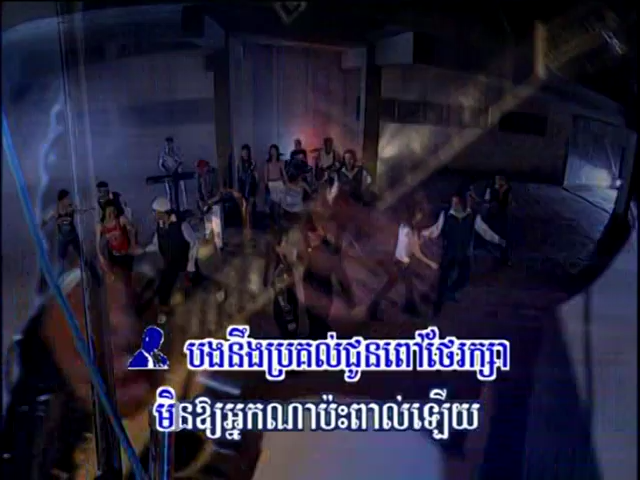 បងនឹងប្រគល់ជូនពៅថែរក្សា
មិនឱ្យអ្នកណាប៉ះពាល់ឡើយ